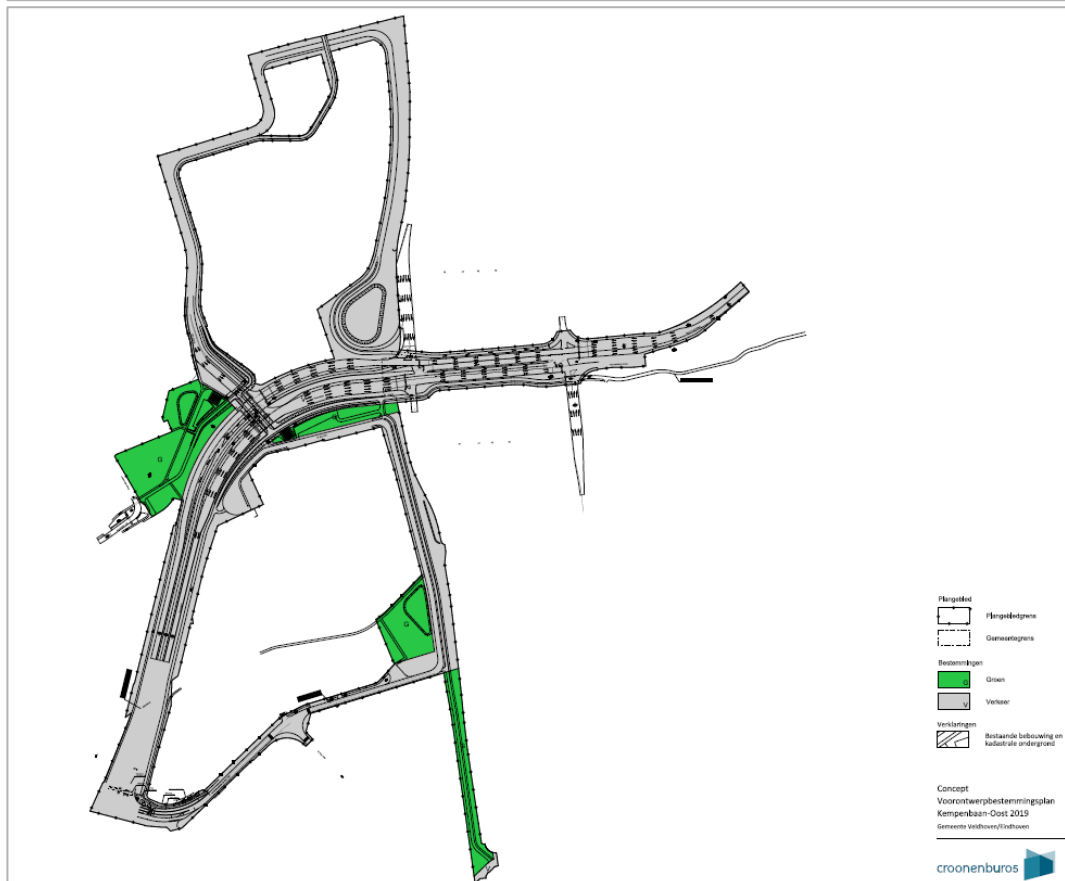 Plangebied
Plangebiedgrens
Gemeentegrens
Bestemmingen
G Groen
V Verkeer
Verklaringen
Bestaande bebouwing en
kadastrale ondergrond
Concept
Voorontwerpbestemmingsplan
Kempenbaan-Oost 2019
Gemeente Veldhoven/Eindhoven
croonenburo5
G
G